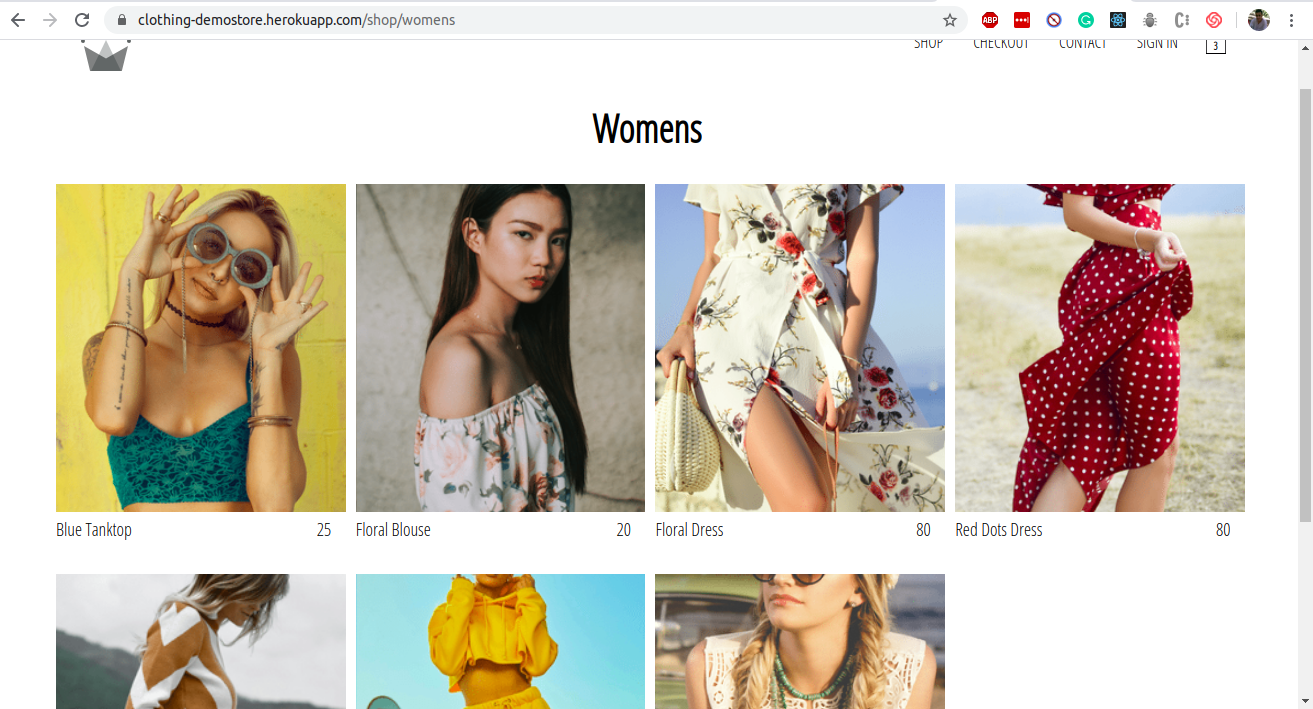 clothing-demostore.herokuapp.com/shop/womens
ABP
SHOP CHECKOUT CONTACT SIGN IN 3
Womens
Blue Tanktop 25
Floral Blouse 20
Floral Dress 80
Red Dots Dress 80